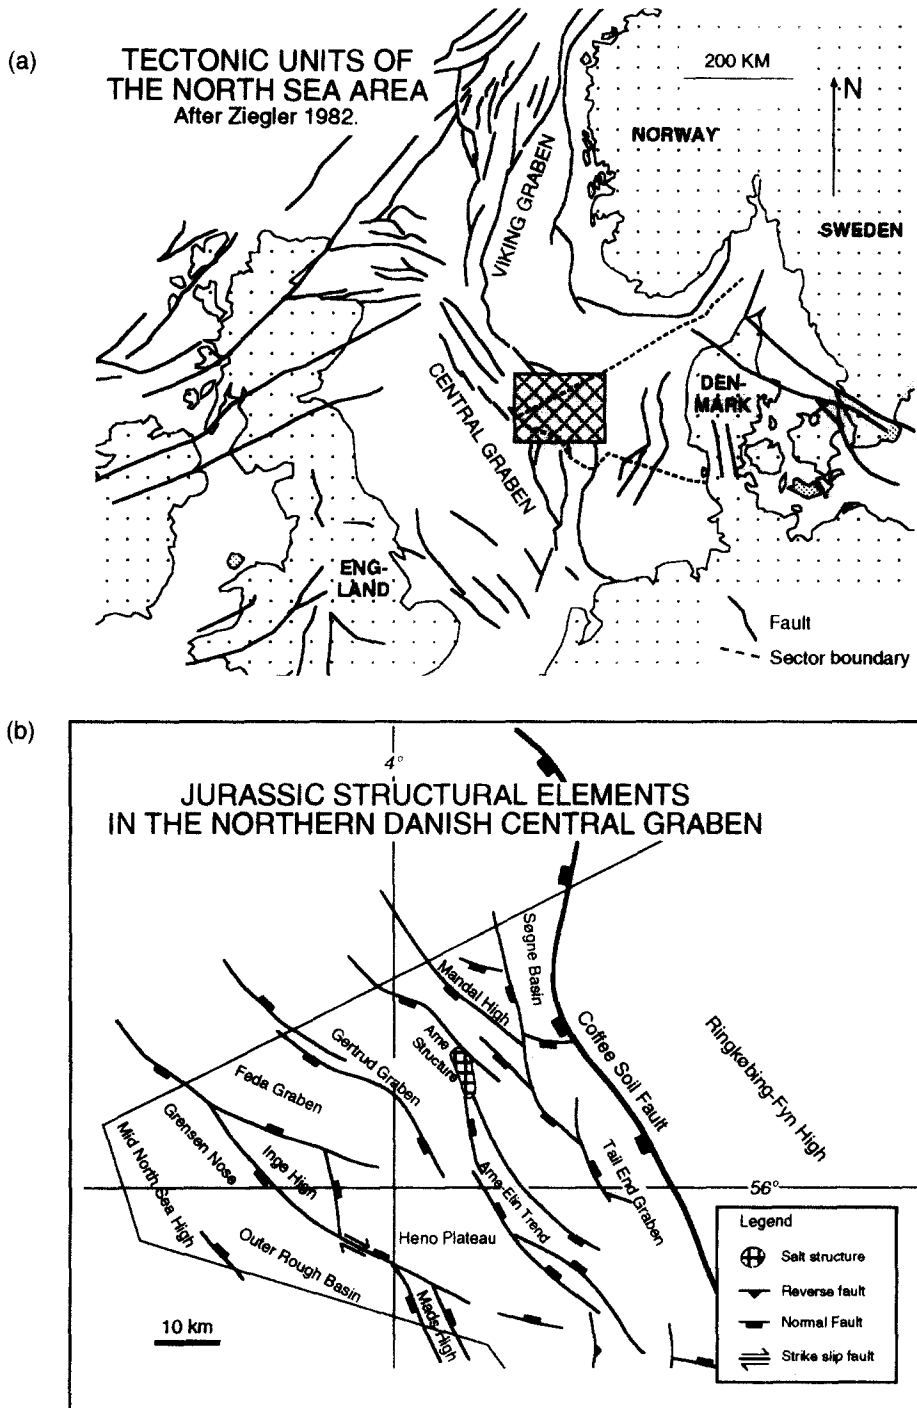 (a)
TECTONIC UNITS OF
THE NORTH SEA AREA
After Ziegler 1982.
200 KM
N
NORWAY
SWEDEN
VIKING GRABEN
CENTRAL GRABEN
DEN-
MARK
ENG-
LAND
Fault
Sector boundary
(b)
4°
JURASSIC STRUCTURAL ELEMENTS
IN THE NORTHERN DANISH CENTRAL GRABEN
Søgne Basin
Mandal High
Coffee Soil Fault
Ringkøbing-Fyn High
Arne
Structure
Gertrud Graben
Feda Graben
Grensen Nose
Inge High
Mid North Sea High
Tail End Graben
Arne-Elin Trend
56°
Heno Plateau
Outer Rough Basin
Mads High
10 km
Legend
Salt structure
Reverse fault
Normal Fault
Strike slip fault